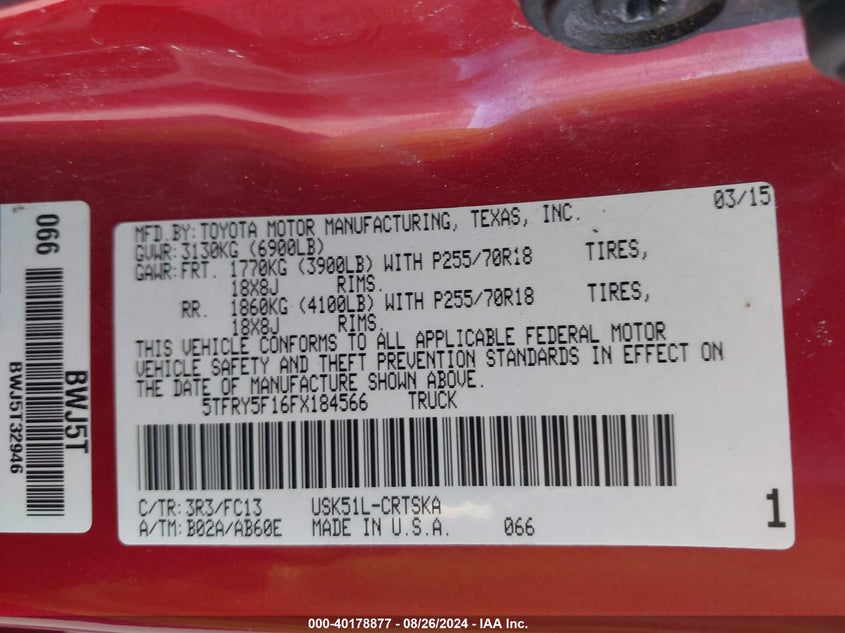 MFD.BY:TOYOTA MOTOR MANUFACTURING, TEXAS, INC. 03/15
GVWR:3130KG (6900LB)
GAWR:FRT. 1770KG (3900LB) WITH P255/70R18 TIRES,
18X8J RIMS.
RR. 1860KG (4100LB) WITH P255/70R18 TIRES,
18X8J RIMS.
THIS VEHICLE CONFORMS TO ALL APPLICABLE FEDERAL MOTOR
VEHICLE SAFETY AND THEFT PREVENTION STANDARDS IN EFFECT ON
THE DATE OF MANUFACTURE SHOWN ABOVE.
5TFRY5F16FX184566 TRUCK
C/TR:3R3/FC13 USK51L-CRTSKA
A/TM:B02A/AB60E MADE IN U.S.A. 066
1
066
BWJ5T
BWJ5T32946
000-40178877 - 08/26/2024 - IAA Inc.